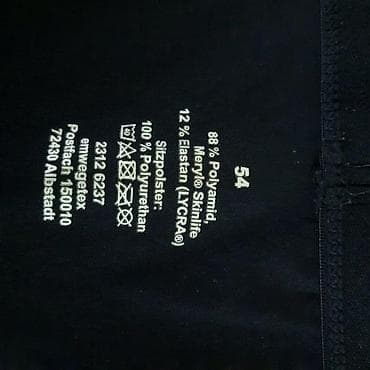 54
88 % Polyamid,
Meryl® Skinlife
12 % Elastan (LYCRA®)
Sitzpolster:
100 % Polyurethan
2312 6237
emwegetex
Postfach 150010
72430 Albstadt